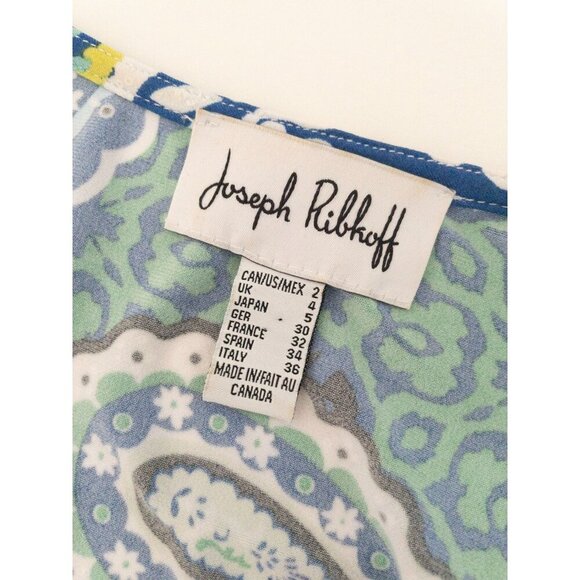 Joseph Ribkoff
CAN/US/MEX 2
UK 4
JAPAN 5
GER 30
FRANCE 32
SPAIN 34
ITALY 36
MADE IN/FAIT AU
CANADA